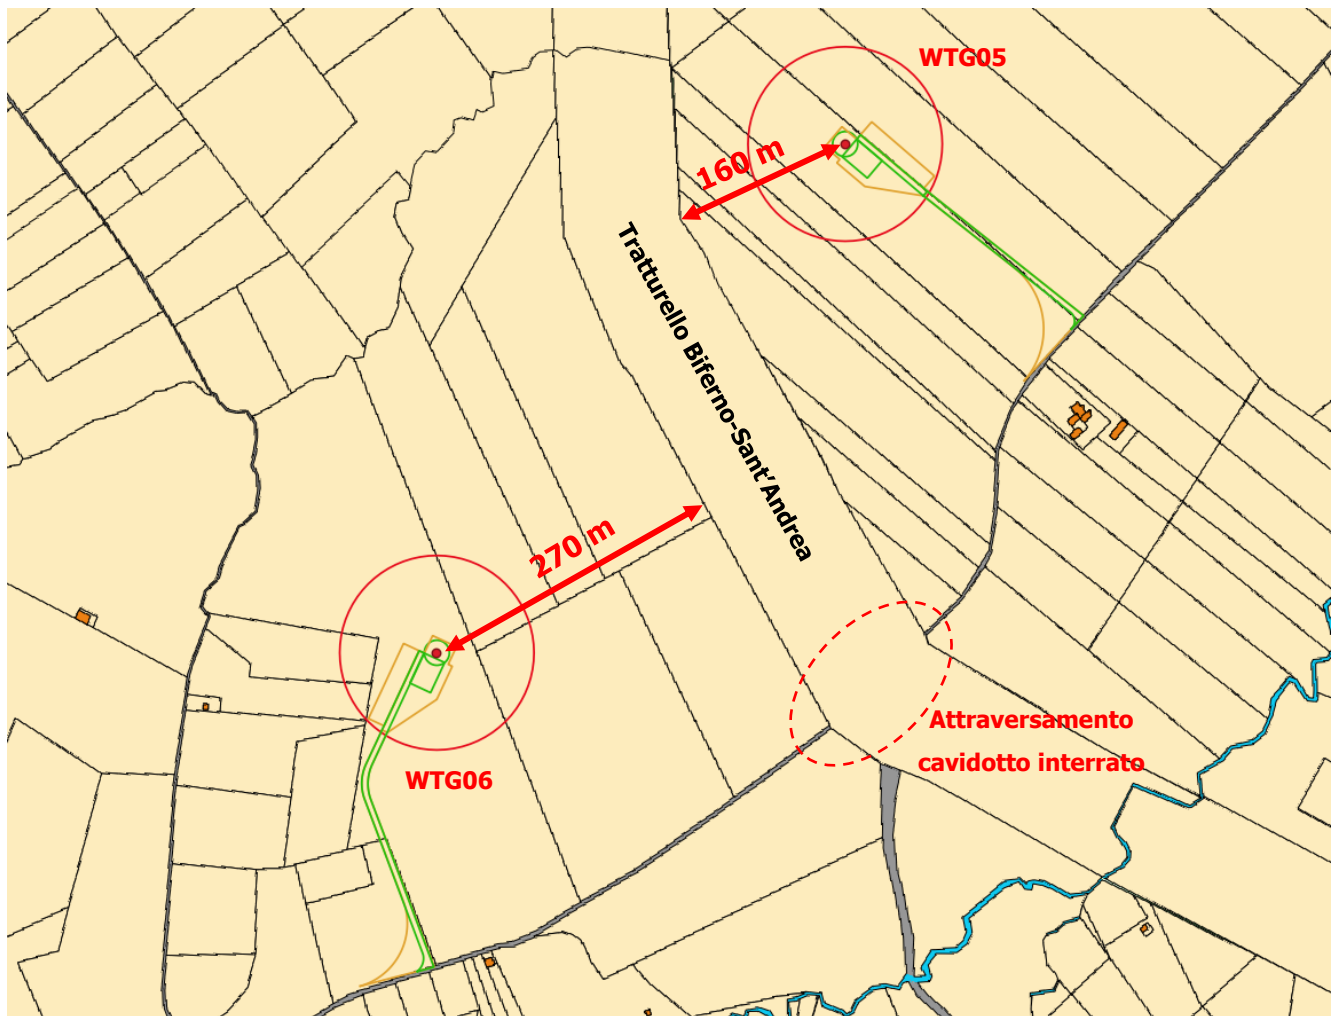 WTG05
160 m
Tratturello Biferno-Sant'Andrea
270 m
Attraversamento
cavidotto interrato
WTG06